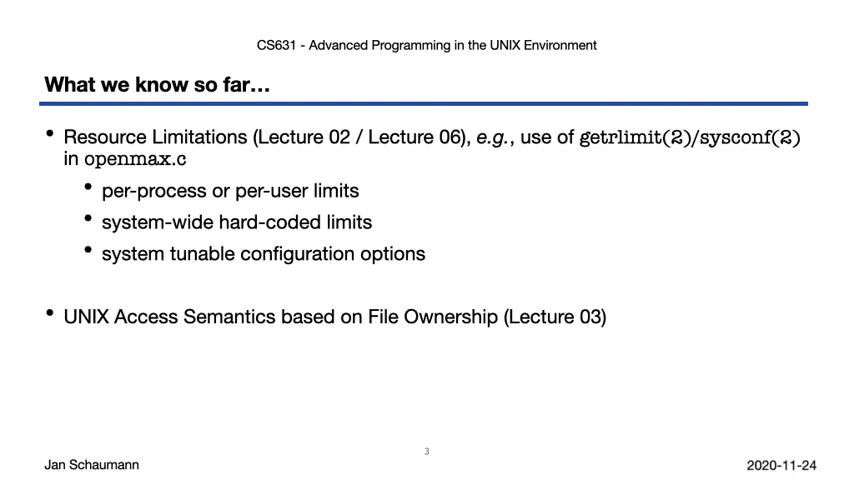 CS631 - Advanced Programming in the UNIX Environment
What we know so far…
• Resource Limitations (Lecture 02 / Lecture 06), e.g., use of getrlimit(2)/sysconf(2)
in openmax.c
• per-process or per-user limits
• system-wide hard-coded limits
• system tunable configuration options
• UNIX Access Semantics based on File Ownership (Lecture 03)
3
Jan Schaumann
2020-11-24